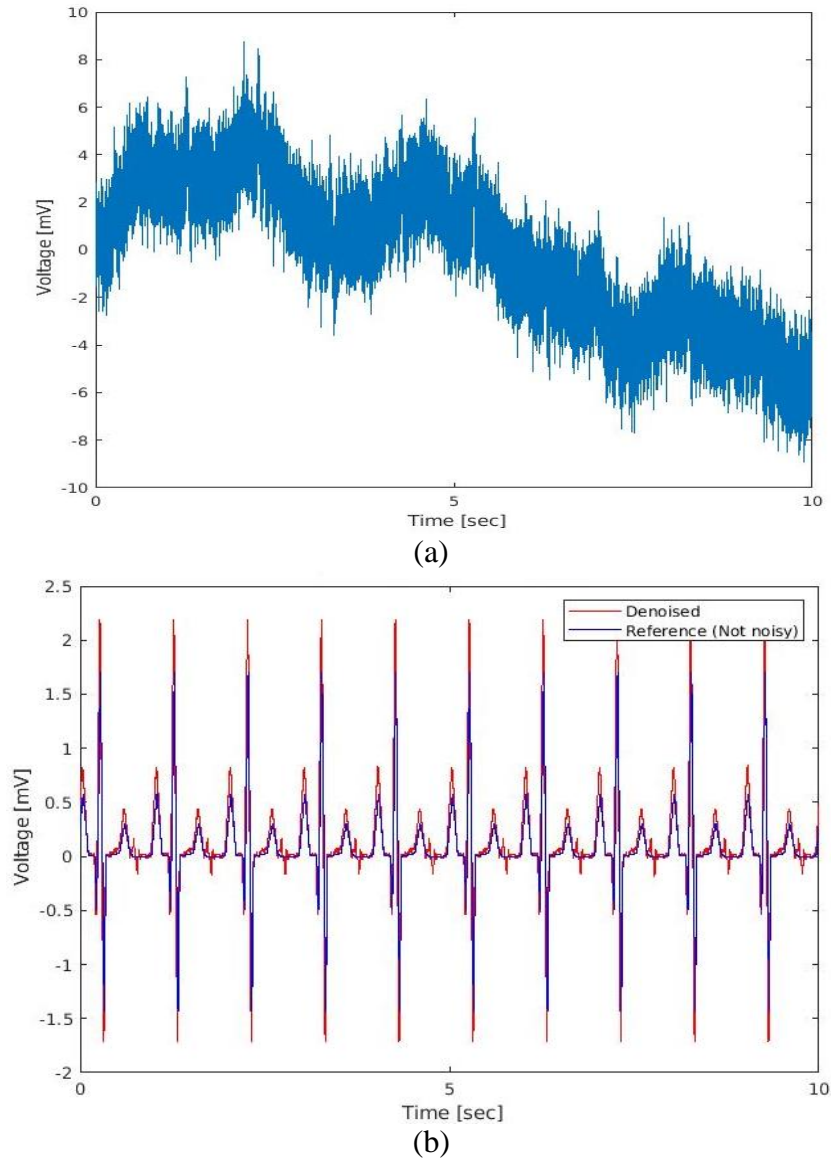 10
8
6
4
2
0
-2
-4
-6
-8
-10
Voltage [mV]
0 5 10
Time [sec]
(a)
2.5
2
1.5
1
0.5
0
-0.5
-1
-1.5
-2
Voltage [mV]
Denoised
Reference (Not noisy)
0 5 10
Time [sec]
(b)